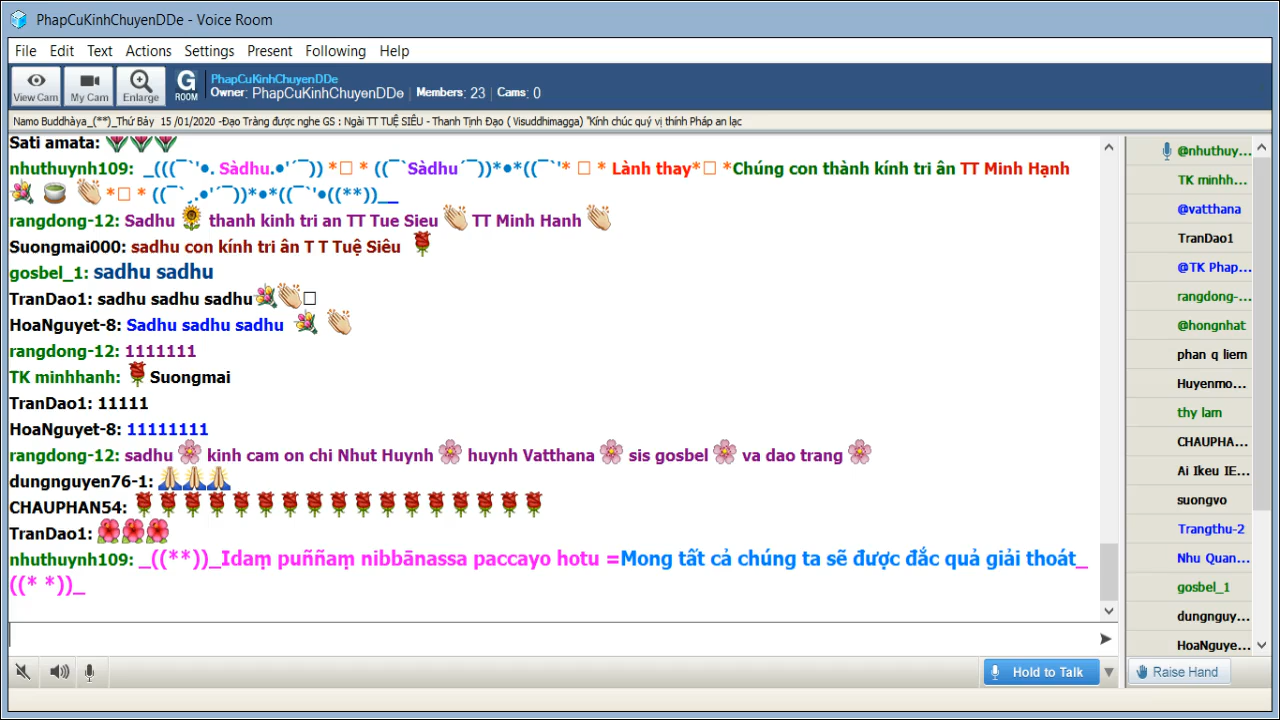 PhapCuKinhChuyenDDe - Voice Room
File Edit Text Actions Settings Present Following Help
View Cam My Cam Enlarge G ROOM
PhapCuKinhChuyenDDe
Owner: PhapCuKinhChuyenDDe Members: 23 Cams: 0
Namo Buddhàya_(**)_Thứ Bảy 15 /01/2020 -Đạo Tràng được nghe GS : Ngài TT TUỆ SIÊU - Thanh Tịnh Đạo ( Visuddhimagga) "Kính chúc quý vị thính Pháp an lạc
Sati amata: 🌷🌷🌷
nhuthuynh109: _(((¯`'●. Sàdhu.●'´¯)) *□ * ((¯`Sàdhu´¯))*●*((¯`'* □ * Lành thay*□ *Chúng con thành kính tri ân TT Minh Hạnh
💐 🍵 👏*□ * ((¯`¸.●'´¯))*●*((¯`'●((**))__
rangdong-12: Sadhu 🌻 thanh kinh tri an TT Tue Sieu 👏 TT Minh Hanh 👏
Suongmai000: sadhu con kính tri ân T T Tuệ Siêu 🌹
gosbel_1: sadhu sadhu
TranDao1: sadhu sadhu sadhu💐👏□
HoaNguyet-8: Sadhu sadhu sadhu 💐 👏
rangdong-12: 1111111
TK minhhanh: 🌹Suongmai
TranDao1: 11111
HoaNguyet-8: 11111111
rangdong-12: sadhu 🌸 kinh cam on chi Nhut Huynh 🌸 huynh Vatthana 🌸 sis gosbel 🌸 va dao trang 🌸
dungnguyen76-1: 🙏🙏🙏
CHAUPHAN54: 🌹🌹🌹🌹🌹🌹🌹🌹🌹🌹🌹🌹🌹🌹🌹🌹🌹
TranDao1: 🌺🌺🌺
nhuthuynh109: _((**))_Idaṃ puññaṃ nibbānassa paccayo hotu =Mong tất cả chúng ta sẽ được đắc quả giải thoát_
((* *))_
@nhuthuy...
TK minhh...
@vatthana
TranDao1
@TK Phap...
rangdong-...
@hongnhat
phan q liem
Huyenmo...
thy lam
CHAUPHA...
Ai Ikeu IE...
suongvo
Trangthu-2
Nhu Quan...
gosbel_1
dungnguy...
HoaNguye...
Hold to Talk
Raise Hand